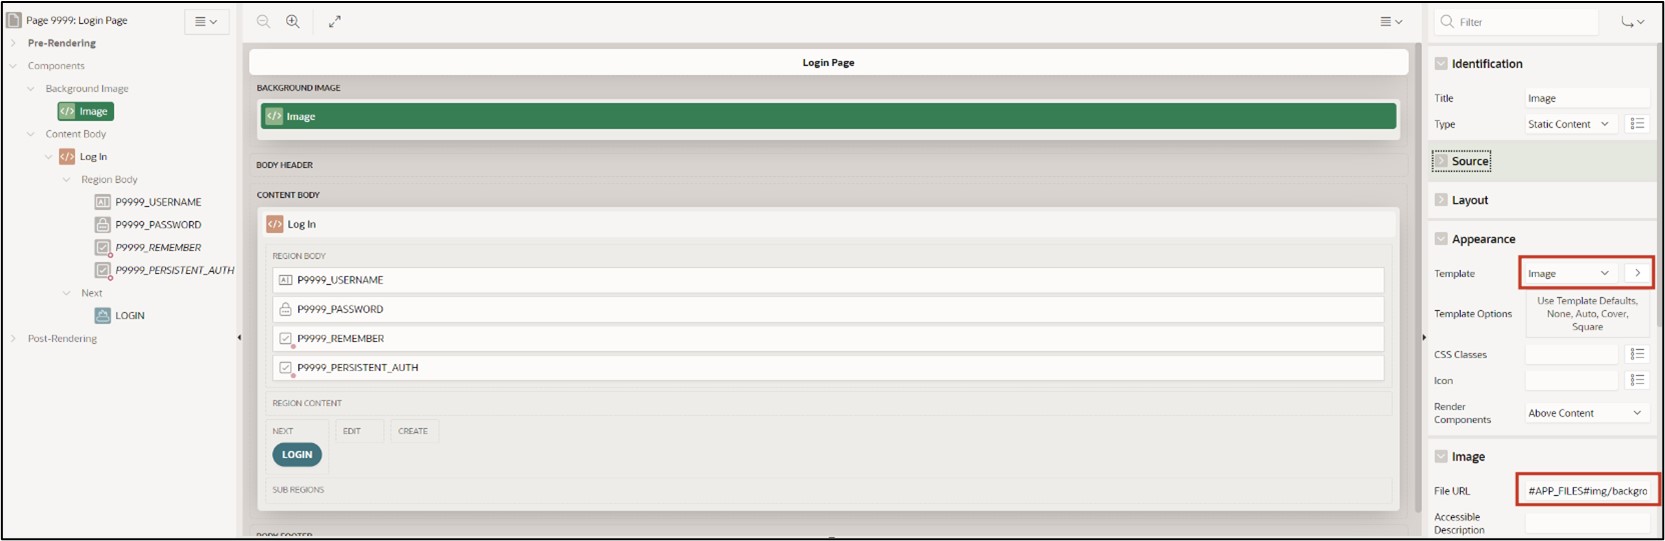 Page 9999: Login Page
Pre-Rendering
Components
Background Image
Image
Content Body
Log In
Region Body
P9999_USERNAME
P9999_PASSWORD
P9999_REMEMBER
P9999_PERSISTENT_AUTH
Next
LOGIN
Post-Rendering
Login Page
BACKGROUND IMAGE
Image
BODY HEADER
CONTENT BODY
Log In
REGION BODY
P9999_USERNAME
P9999_PASSWORD
P9999_REMEMBER
P9999_PERSISTENT_AUTH
REGION CONTENT
NEXT EDIT CREATE
LOGIN
SUB REGIONS
BODY FOOTER
Filter
Identification
Title Image
Type Static Content
Source
Layout
Appearance
Template Image
Template Options Use Template Defaults,
None, Auto, Cover,
Square
CSS Classes
Icon
Render
Components Above Content
Image
File URL #APP_FILES#img/backgro
Accessible
Description